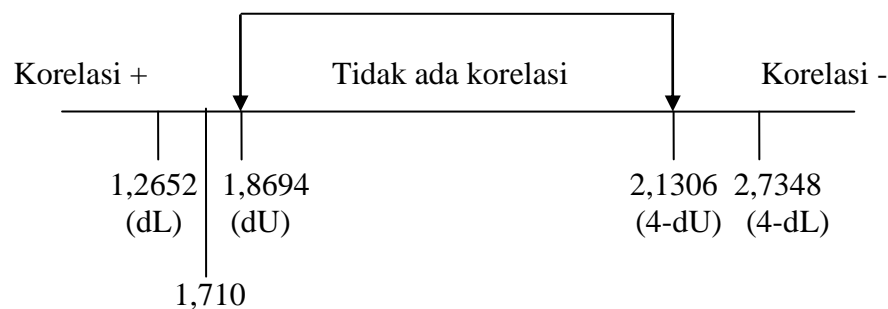 Korelasi + Tidak ada korelasi Korelasi -
1,2652 1,8694 2,1306 2,7348
(dL) (dU) (4-dU) (4-dL)
1,710